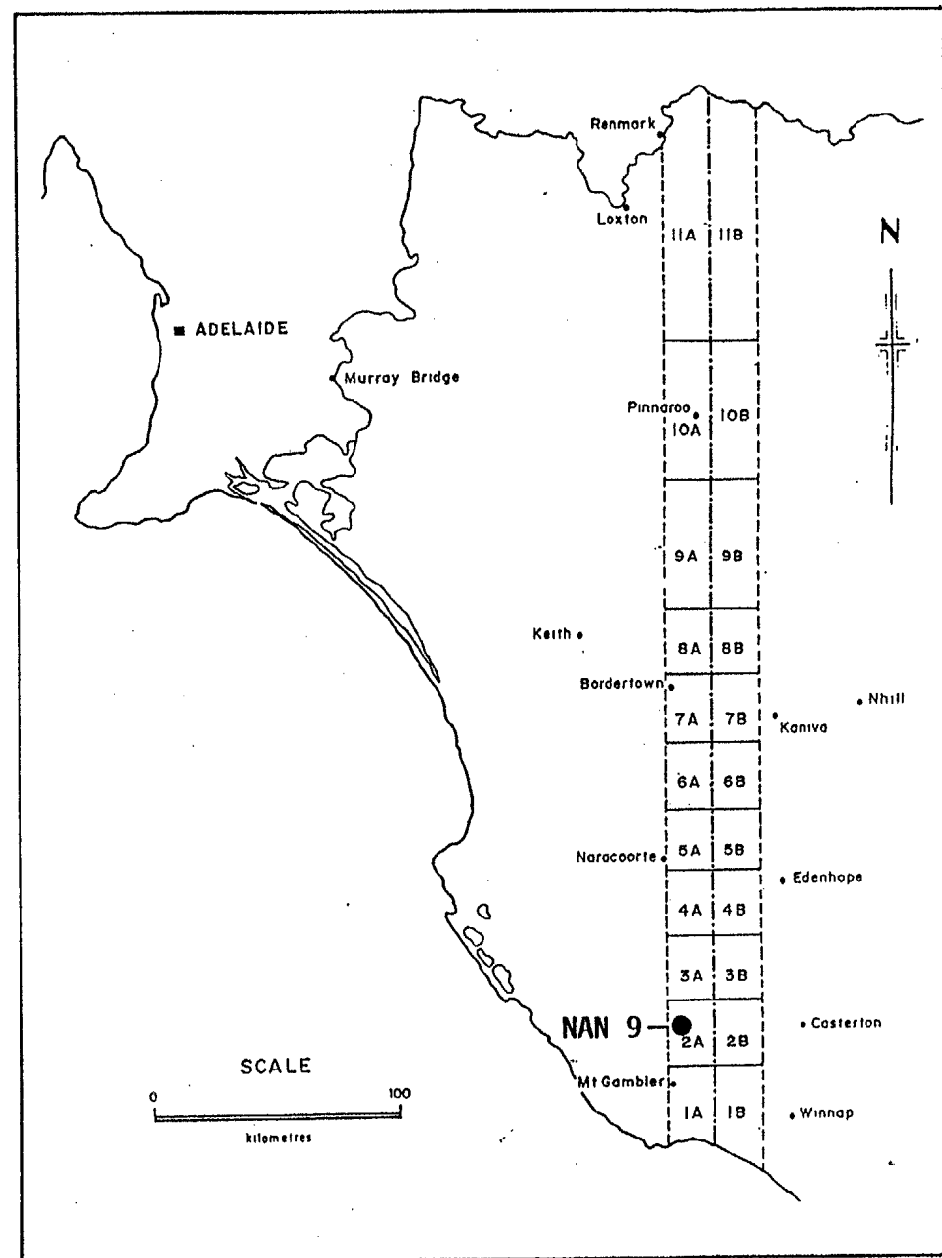 Renmark
Loxton
11A 11B
N
ADELAIDE
Murray Bridge
Pinnaroo
10A 10B
9A 9B
Keith
8A 8B
Bordertown
7A 7B
Nhill
Kaniva
6A 6B
Naracoorte
5A 5B
Edenhope
4A 4B
3A 3B
NAN 9
2A 2B
Casterton
SCALE
0 100
kilometres
Mt Gambier
1A 1B
Winnap